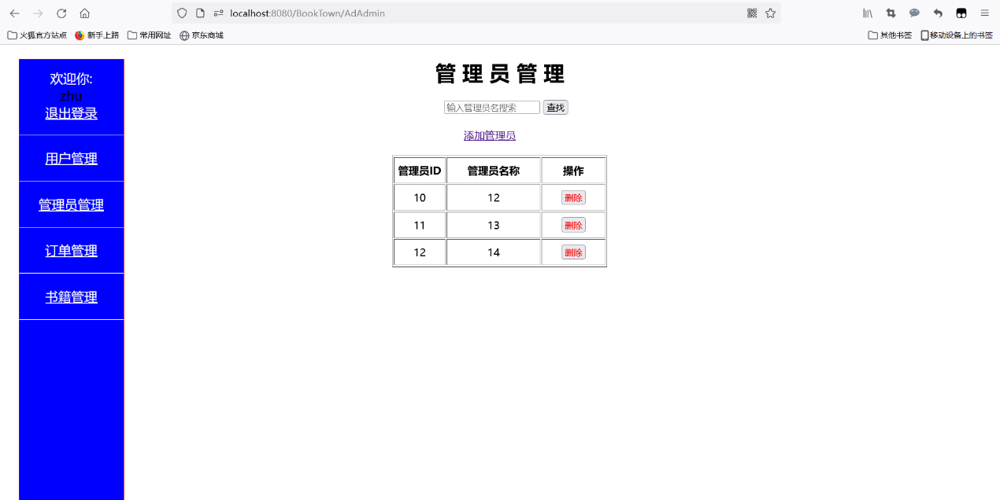 localhost:8080/BookTown/AdAdmin
火狐官方站点 新手上路 常用网址 京东商城 其他书签 移动设备上的书签
欢迎你:
zhu
退出登录
用户管理
管理员管理
订单管理
书籍管理
管理员管理
输入管理员名搜索 查找
添加管理员
管理员ID 管理员名称 操作
10 12 删除
11 13 删除
12 14 删除